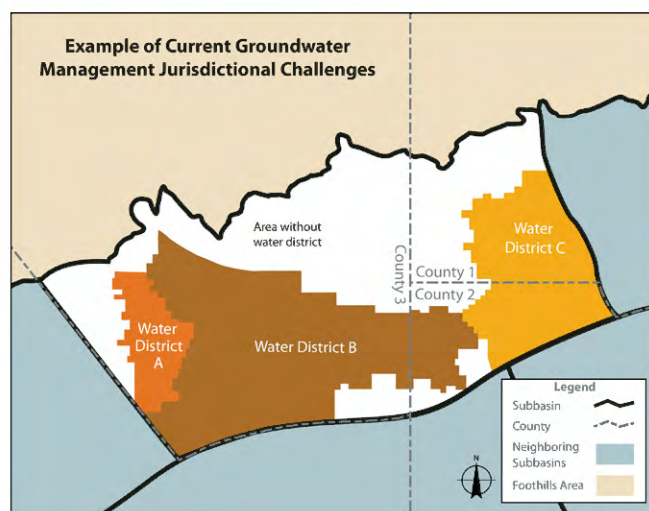 Example of Current Groundwater
Management Jurisdictional Challenges
Area without
water district
Water
District C
County 3
County 1
County 2
Water
District
A
Water District B
Legend
Subbasin
County
Neighboring
Subbasins
Foothills Area
N